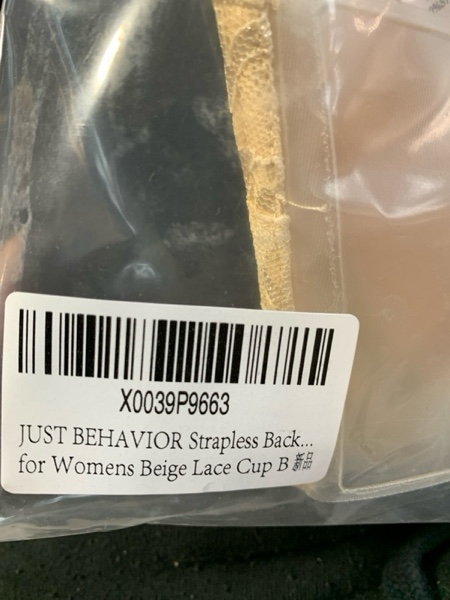 X0039P9663
JUST BEHAVIOR Strapless Back...
for Womens Beige Lace Cup B 新品